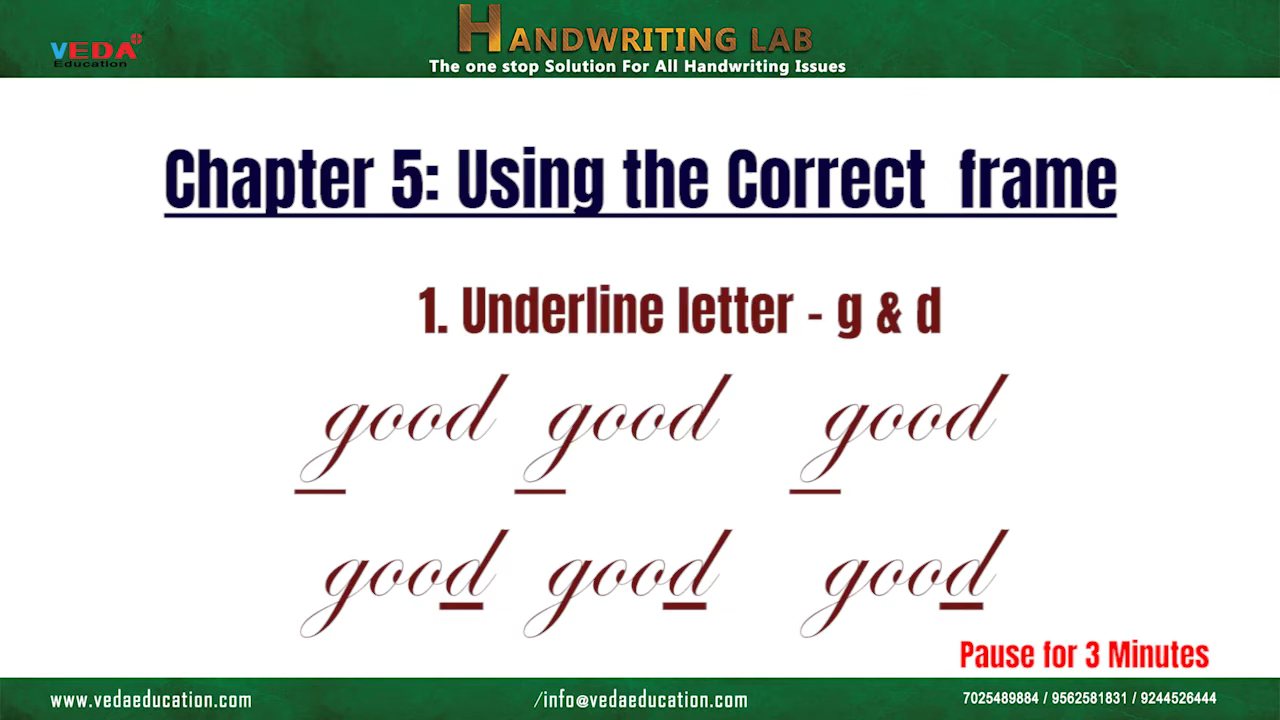 VEDA
Education
HANDWRITING LAB
The one stop Solution For All Handwriting Issues
Chapter 5: Using the Correct frame
1. Underline letter - g & d
good good good
good good good
Pause for 3 Minutes
www.vedaeducation.com /info@vedaeducation.com 7025489884 / 9562581831 / 9244526444